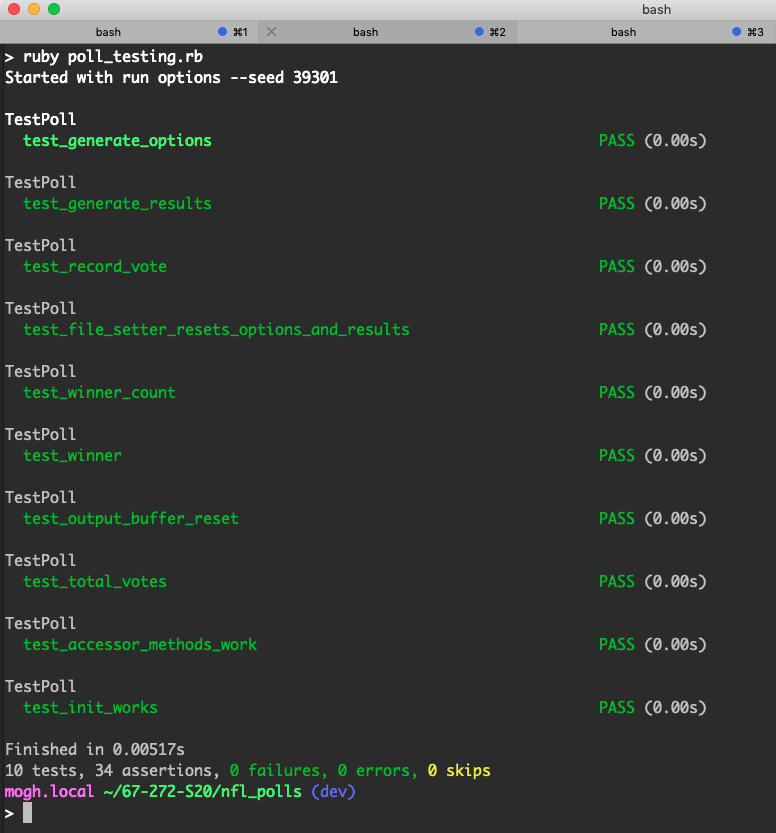 bash
bash ⌘1 bash ⌘2 bash ⌘3
> ruby poll_testing.rb
Started with run options --seed 39301
TestPoll
test_generate_options PASS (0.00s)
TestPoll
test_generate_results PASS (0.00s)
TestPoll
test_record_vote PASS (0.00s)
TestPoll
test_file_setter_resets_options_and_results PASS (0.00s)
TestPoll
test_winner_count PASS (0.00s)
TestPoll
test_winner PASS (0.00s)
TestPoll
test_output_buffer_reset PASS (0.00s)
TestPoll
test_total_votes PASS (0.00s)
TestPoll
test_accessor_methods_work PASS (0.00s)
TestPoll
test_init_works PASS (0.00s)
Finished in 0.00517s
10 tests, 34 assertions, 0 failures, 0 errors, 0 skips
mogh.local ~/67-272-S20/nfl_polls (dev)
>